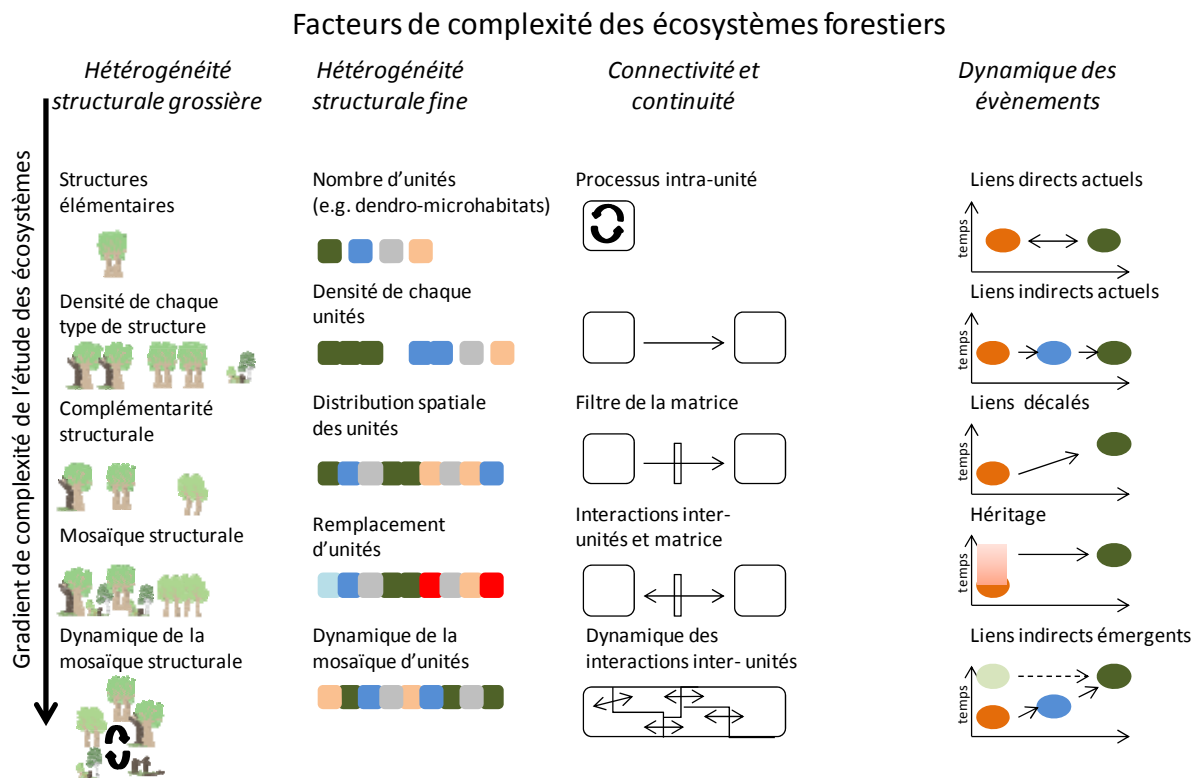 Facteurs de complexité des écosystèmes forestiers
Hétérogénéité
structurale grossière
Hétérogénéité
structurale fine
Connectivité et
continuité
Dynamique des
évènements
Gradient de complexité de l'étude des écosystèmes
Structures
élémentaires
Nombre d'unités
(e.g. dendro-microhabitats)
Processus intra-unité
Liens directs actuels
temps
Densité de chaque
type de structure
Densité de chaque
unités
Liens indirects actuels
temps
Complémentarité
structurale
Distribution spatiale
des unités
Filtre de la matrice
Liens décalés
temps
Mosaïque structurale
Remplacement
d'unités
Interactions inter-
unités et matrice
Héritage
temps
Dynamique de la
mosaïque structurale
Dynamique de la
mosaïque d'unités
Dynamique des
interactions inter- unités
Liens indirects émergents
temps